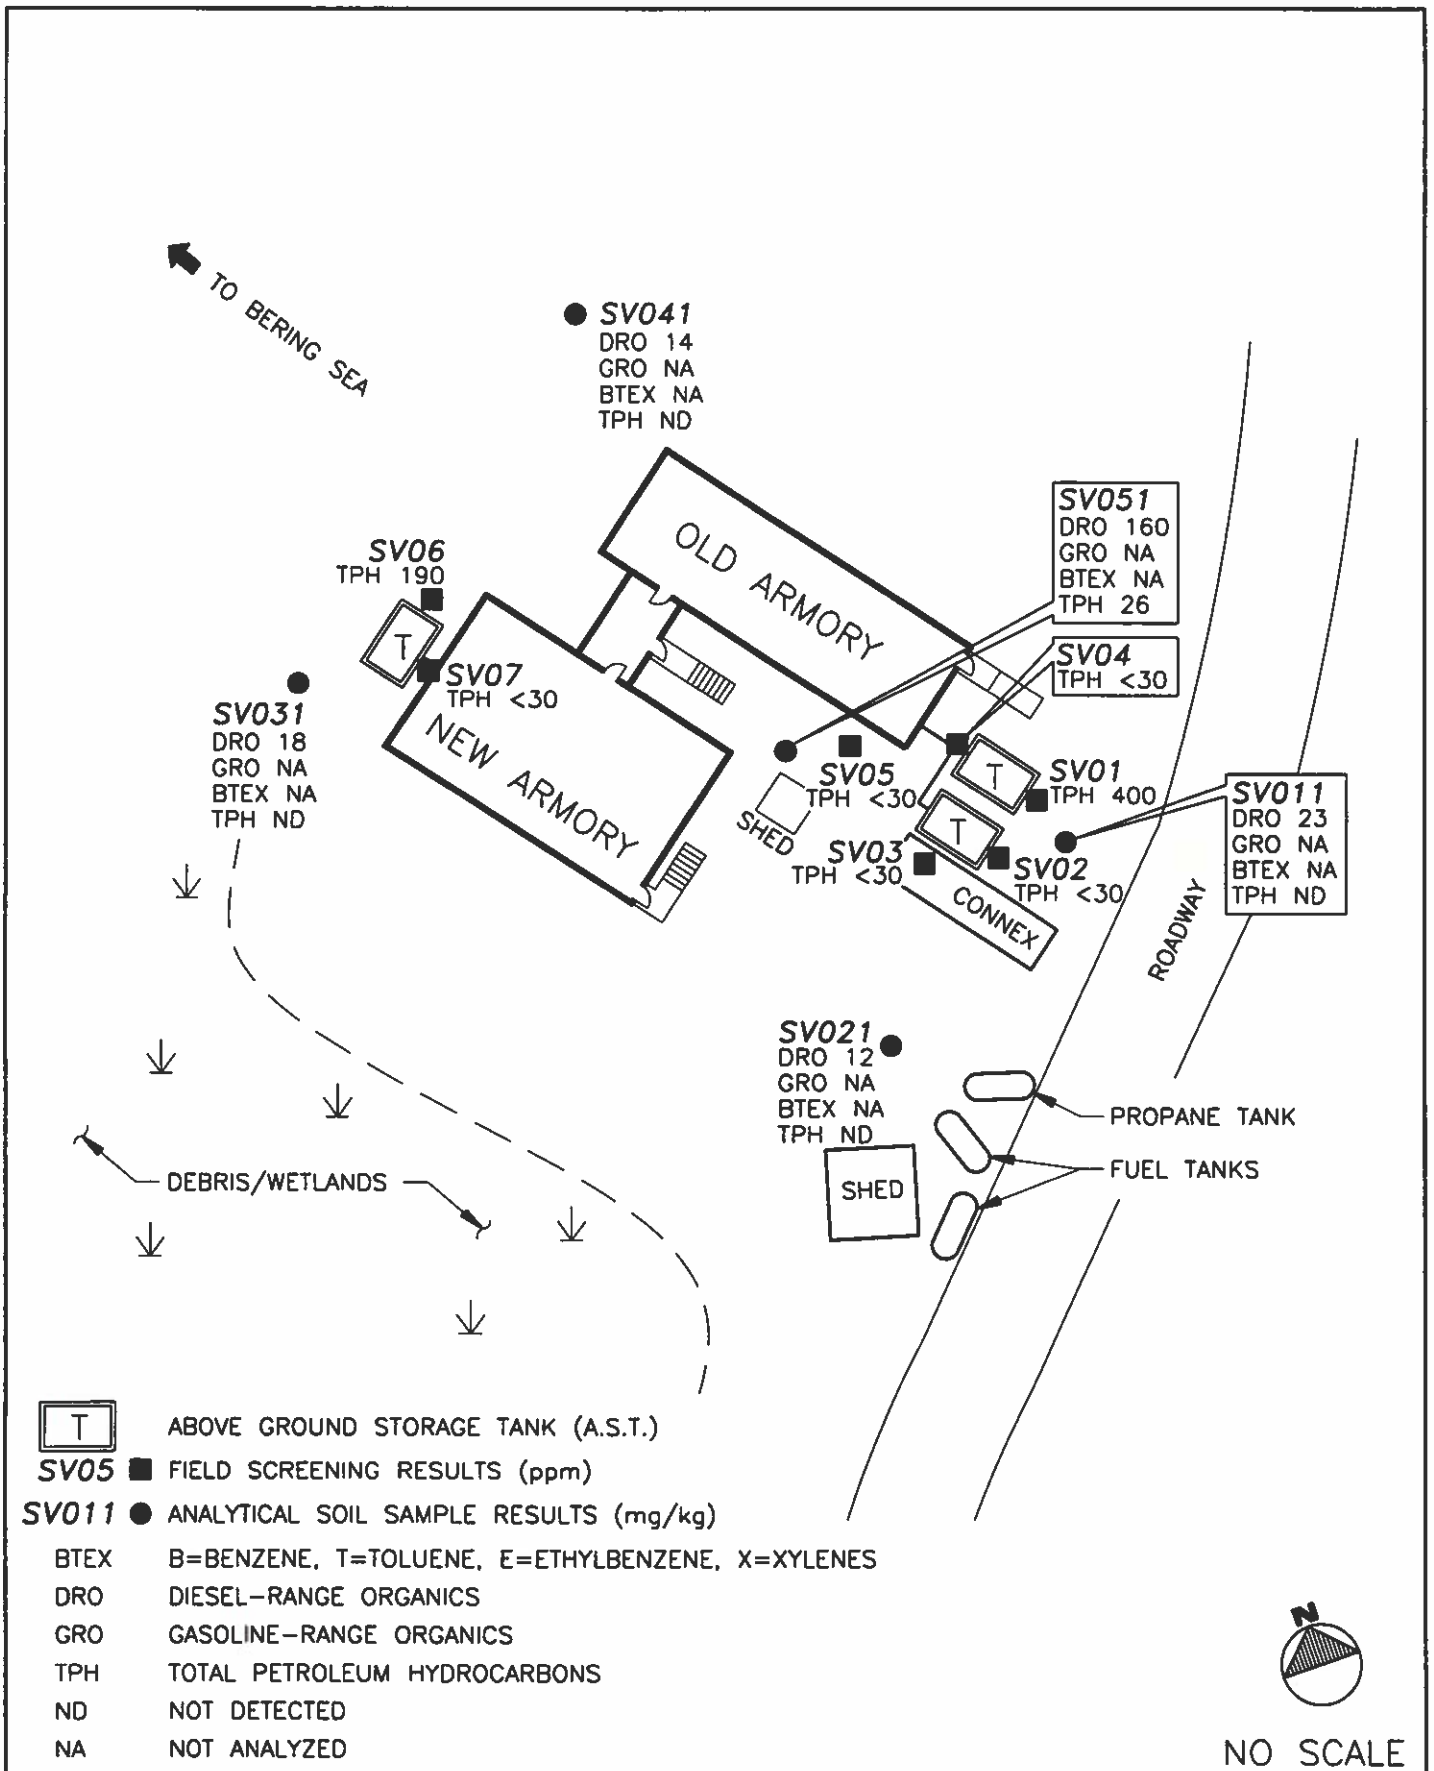 TO BERING SEA
SV041
DRO 14
GRO NA
BTEX NA
TPH ND
OLD ARMORY
SV051
DRO 160
GRO NA
BTEX NA
TPH 26
SV06
TPH 190
T
SV04
TPH <30
SV07
TPH <30
SV031
DRO 18
GRO NA
BTEX NA
TPH ND
NEW ARMORY
SV05
TPH <30
T
SV01
TPH 400
SHED
T
SV011
DRO 23
GRO NA
BTEX NA
TPH ND
SV03
TPH <30
SV02
TPH <30
CONNEX
ROADWAY
SV021
DRO 12
GRO NA
BTEX NA
TPH ND
PROPANE TANK
FUEL TANKS
SHED
DEBRIS/WETLANDS
T ABOVE GROUND STORAGE TANK (A.S.T.)
SV05 FIELD SCREENING RESULTS (ppm)
SV011 ANALYTICAL SOIL SAMPLE RESULTS (mg/kg)
BTEX B=BENZENE, T=TOLUENE, E=ETHYLBENZENE, X=XYLENES
DRO DIESEL-RANGE ORGANICS
GRO GASOLINE-RANGE ORGANICS
TPH TOTAL PETROLEUM HYDROCARBONS
ND NOT DETECTED
NA NOT ANALYZED
N
NO SCALE